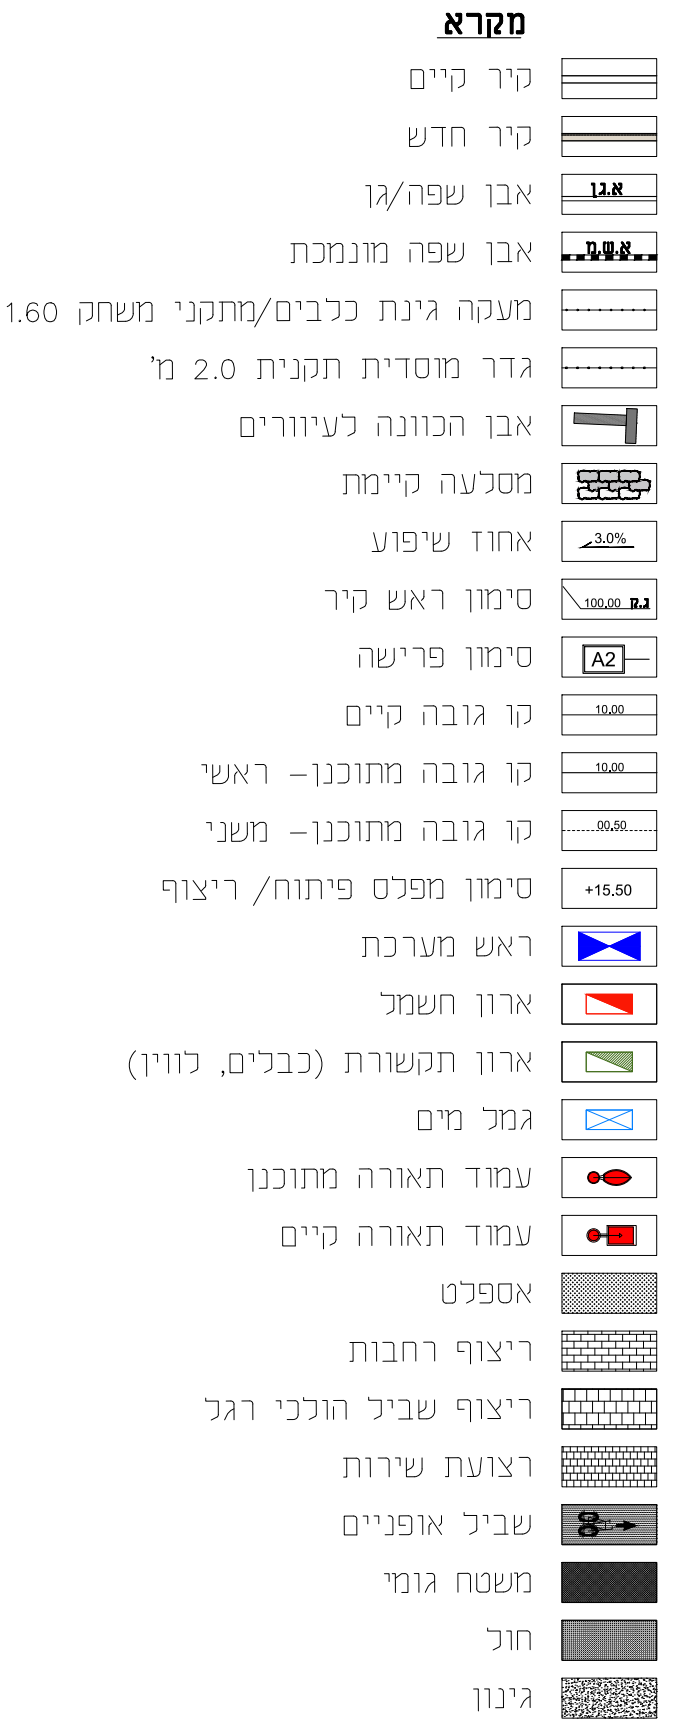 מקרא
קיר קיים
קיר חדש
אבן שפה/גן א.גן
אבן שפה מונמכת א.ש.מ
מעקה גינת כלבים/מתקני משחק 1.60
גדר מוסדית תקנית 2.0 מ'
אבן הכוונה לעיוורים
מסלעה קיימת
אחוז שיפוע 3.0%
סימון ראש קיר ג.ק 100.00
סימון פרישה A2
קו גובה קיים 10.00
קו גובה מתוכנן- ראשי 10.00
קו גובה מתוכנן- משני 00.50
סימון מפלס פיתוח/ ריצוף +15.50
ראש מערכת
ארון חשמל
ארון תקשורת (כבלים, לווין)
גמל מים
עמוד תאורה מתוכנן
עמוד תאורה קיים
אספלט
ריצוף רחבות
ריצוף שביל הולכי רגל
רצועת שירות
שביל אופניים
משטח גומי
חול
גינון